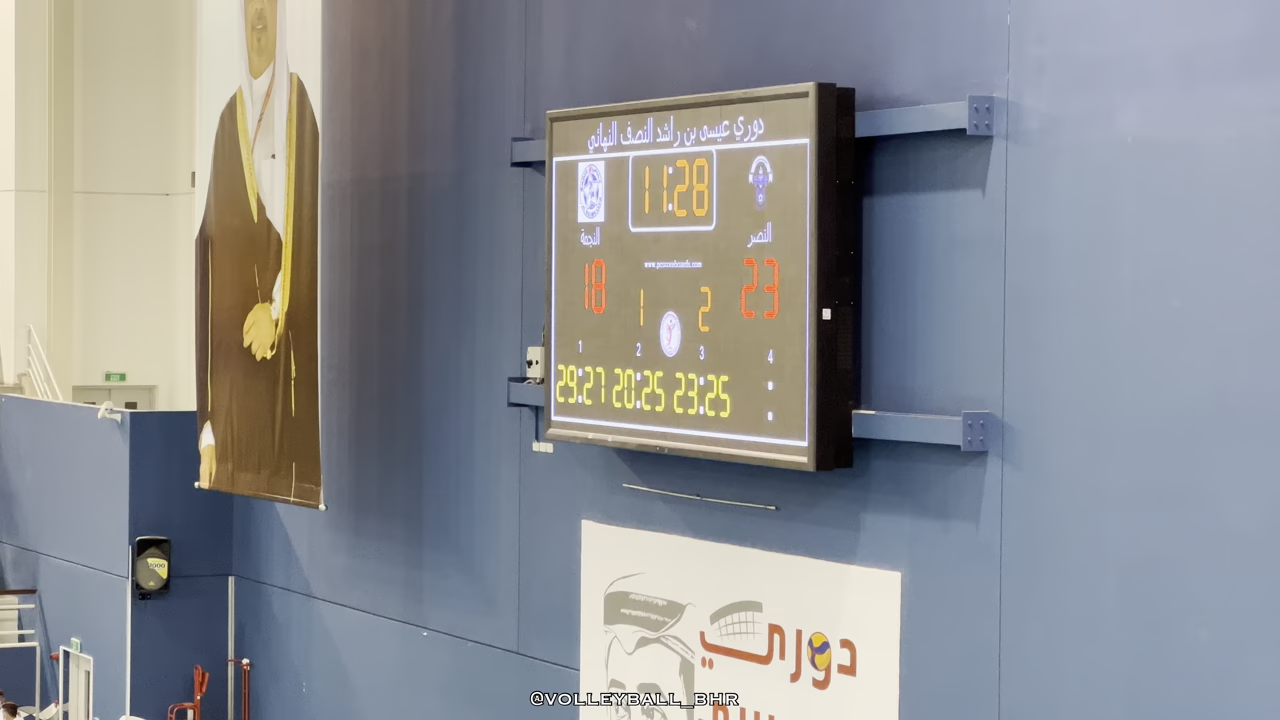 دوري عيسى بن راشد النصف النهائي
11:28
النجمة
النصر
18
23
1
2
1
2
3
4
29:27
20:25
23:25
:
دوري
@VOLLEYBALL_BHR